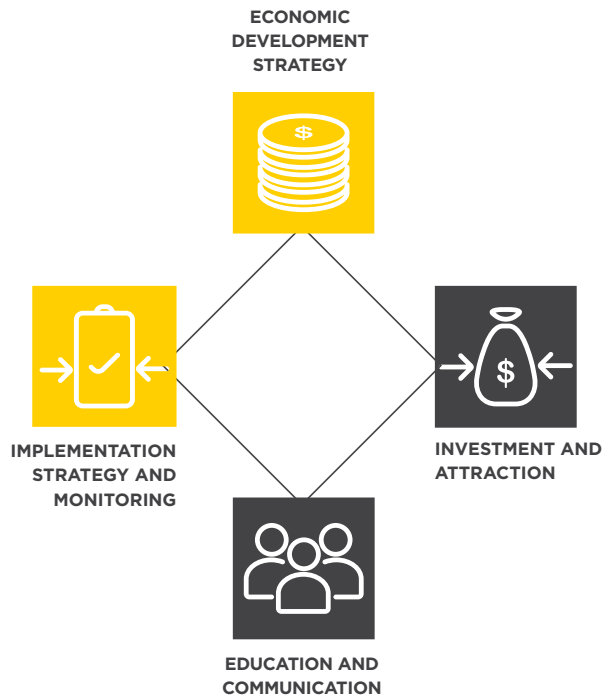 ECONOMIC
DEVELOPMENT
STRATEGY
$
$
IMPLEMENTATION
STRATEGY AND
MONITORING
INVESTMENT AND
ATTRACTION
EDUCATION AND
COMMUNICATION